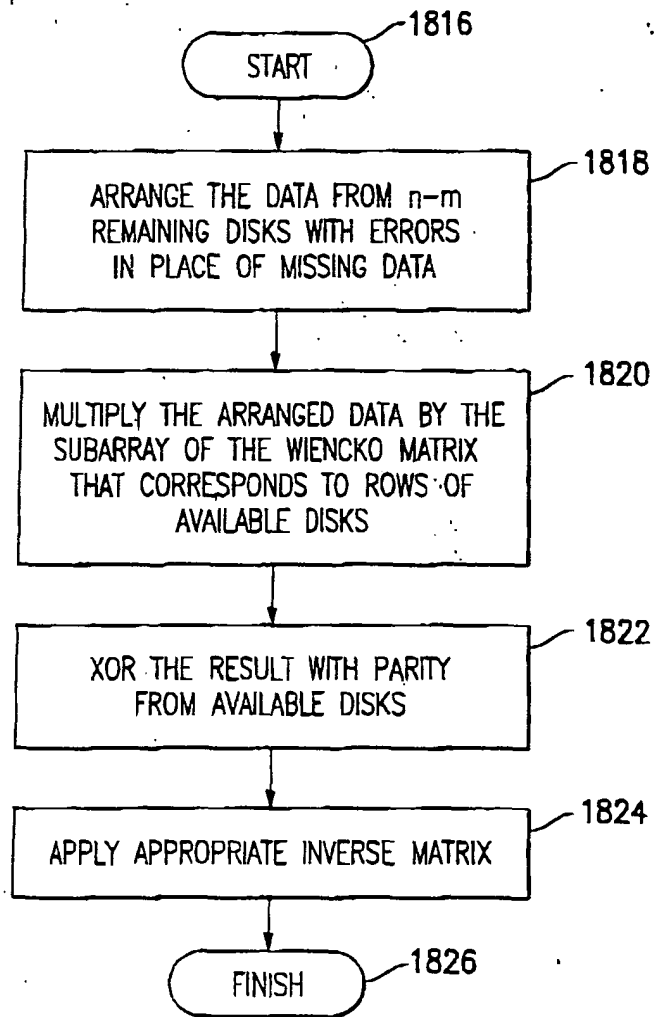 1816
START
1818
ARRANGE THE DATA FROM n-m
REMAINING DISKS WITH ERRORS
IN PLACE OF MISSING DATA
1820
MULTIPLY THE ARRANGED DATA BY THE
SUBARRAY OF THE WIENCKO MATRIX
THAT CORRESPONDS TO ROWS OF
AVAILABLE DISKS
1822
XOR THE RESULT WITH PARITY
FROM AVAILABLE DISKS
1824
APPLY APPROPRIATE INVERSE MATRIX
1826
FINISH